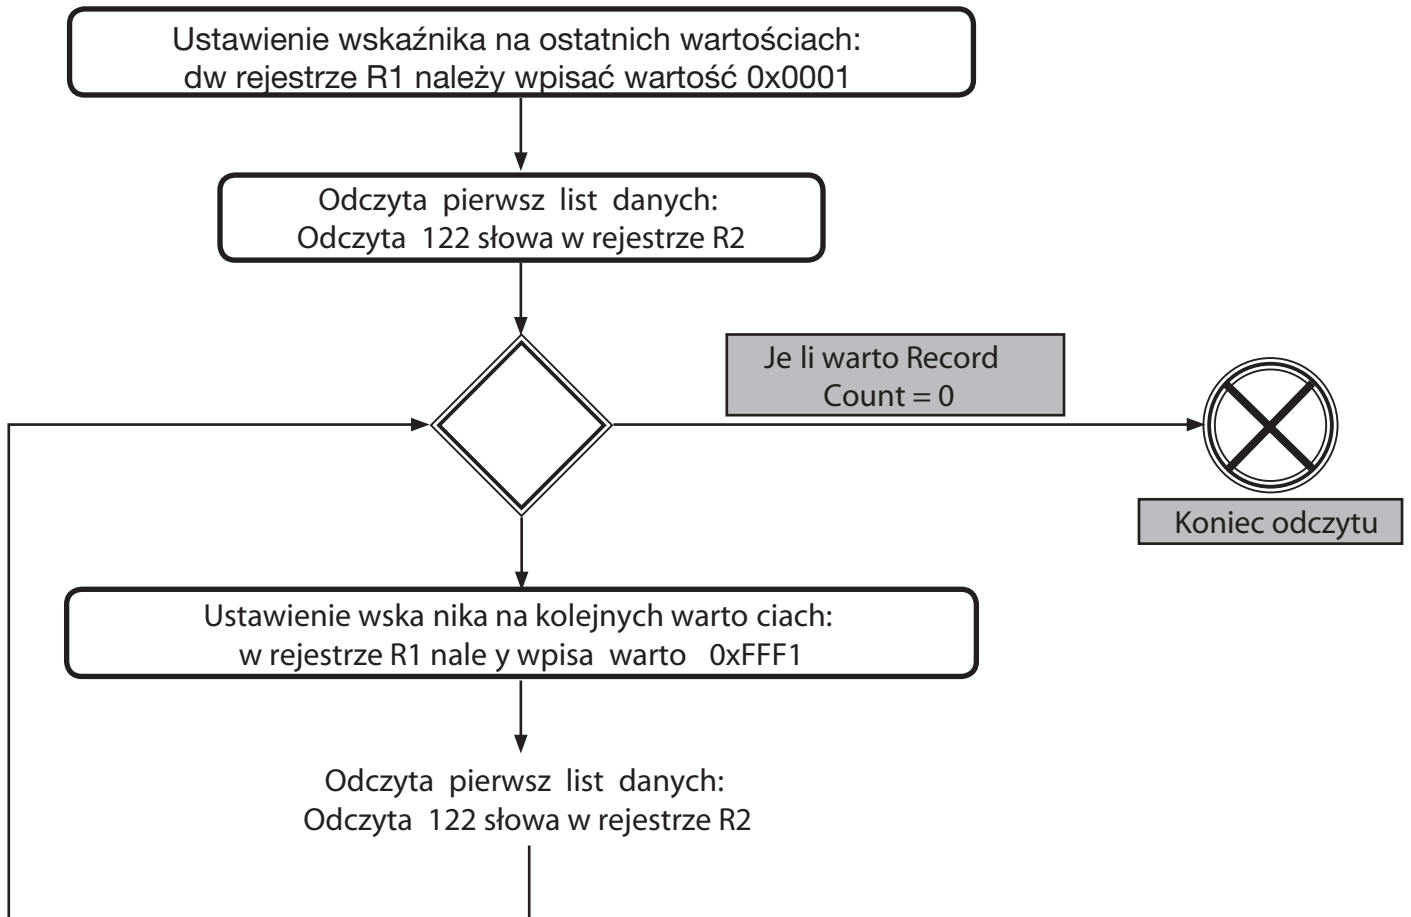 Ustawienie wskaźnika na ostatnich wartościach:
dw rejestrze R1 należy wpisać wartość 0x0001
Odczyta pierwsz list danych:
Odczyta 122 słowa w rejestrze R2
Je li warto Record
Count = 0
Koniec odczytu
Ustawienie wska nika na kolejnych warto ciach:
w rejestrze R1 nale y wpisa warto 0xFFF1
Odczyta pierwsz list danych:
Odczyta 122 słowa w rejestrze R2